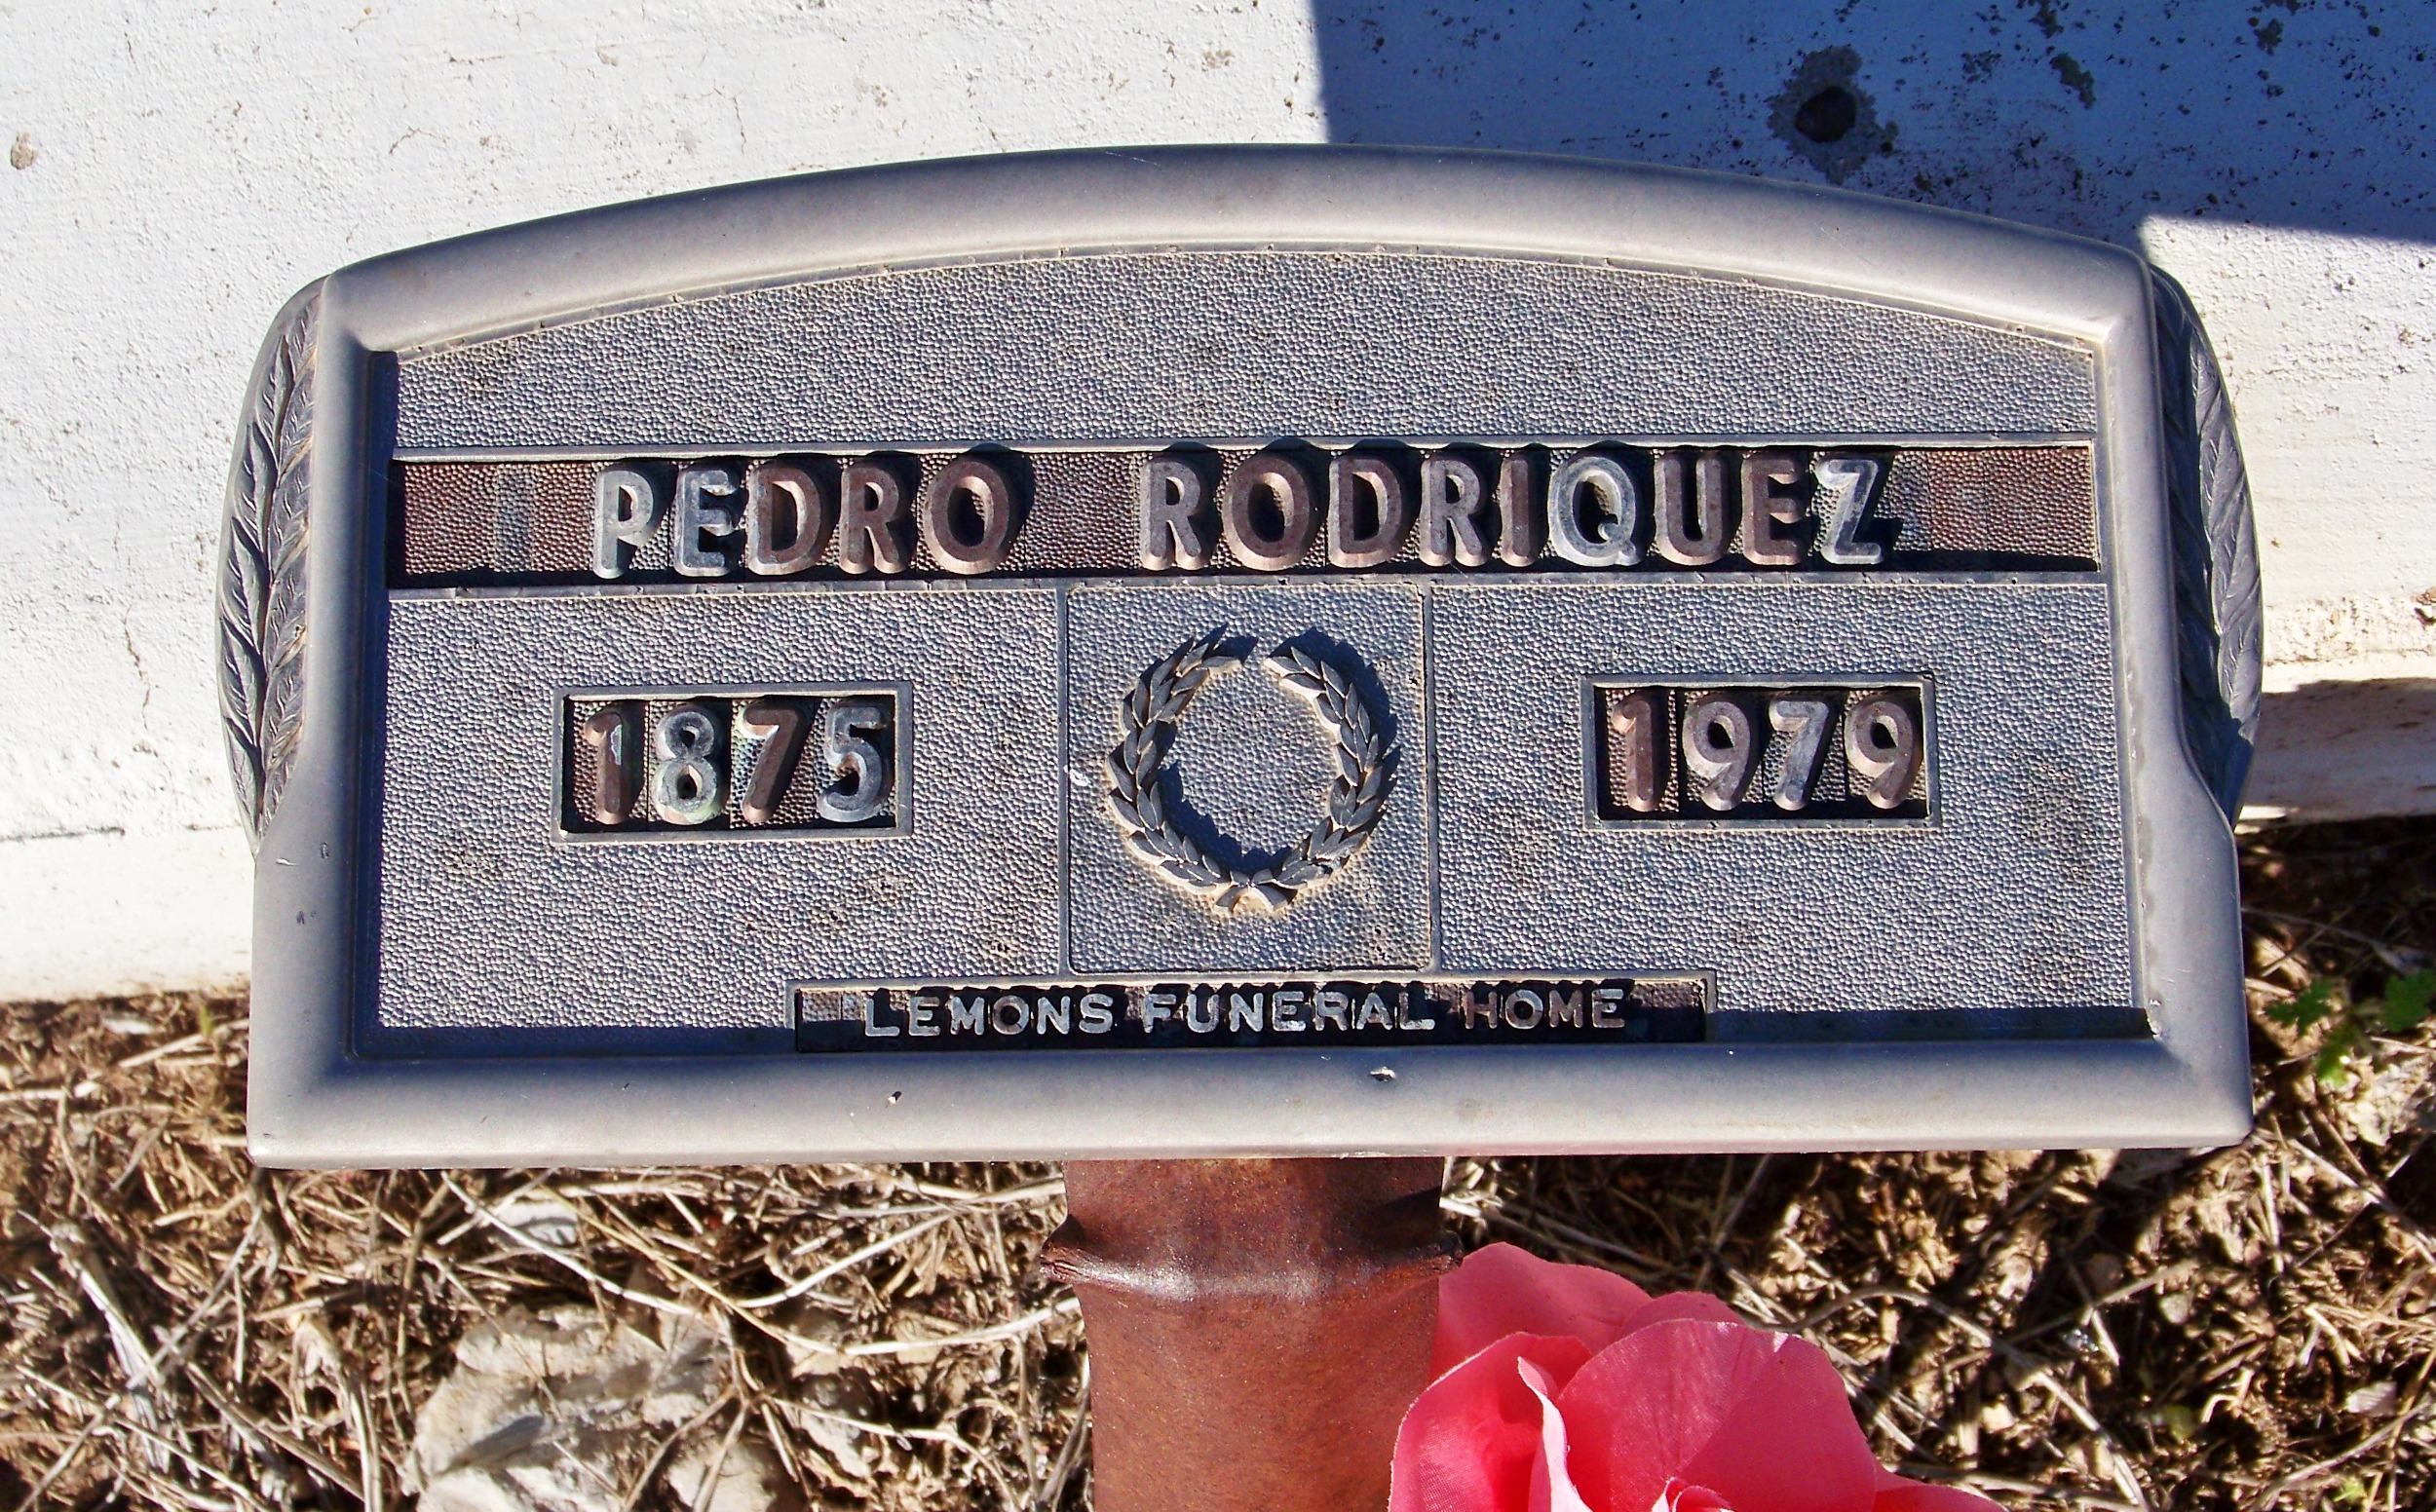 PEDRO RODRIQUEZ
1875 1979
LEMONS FUNERAL HOME